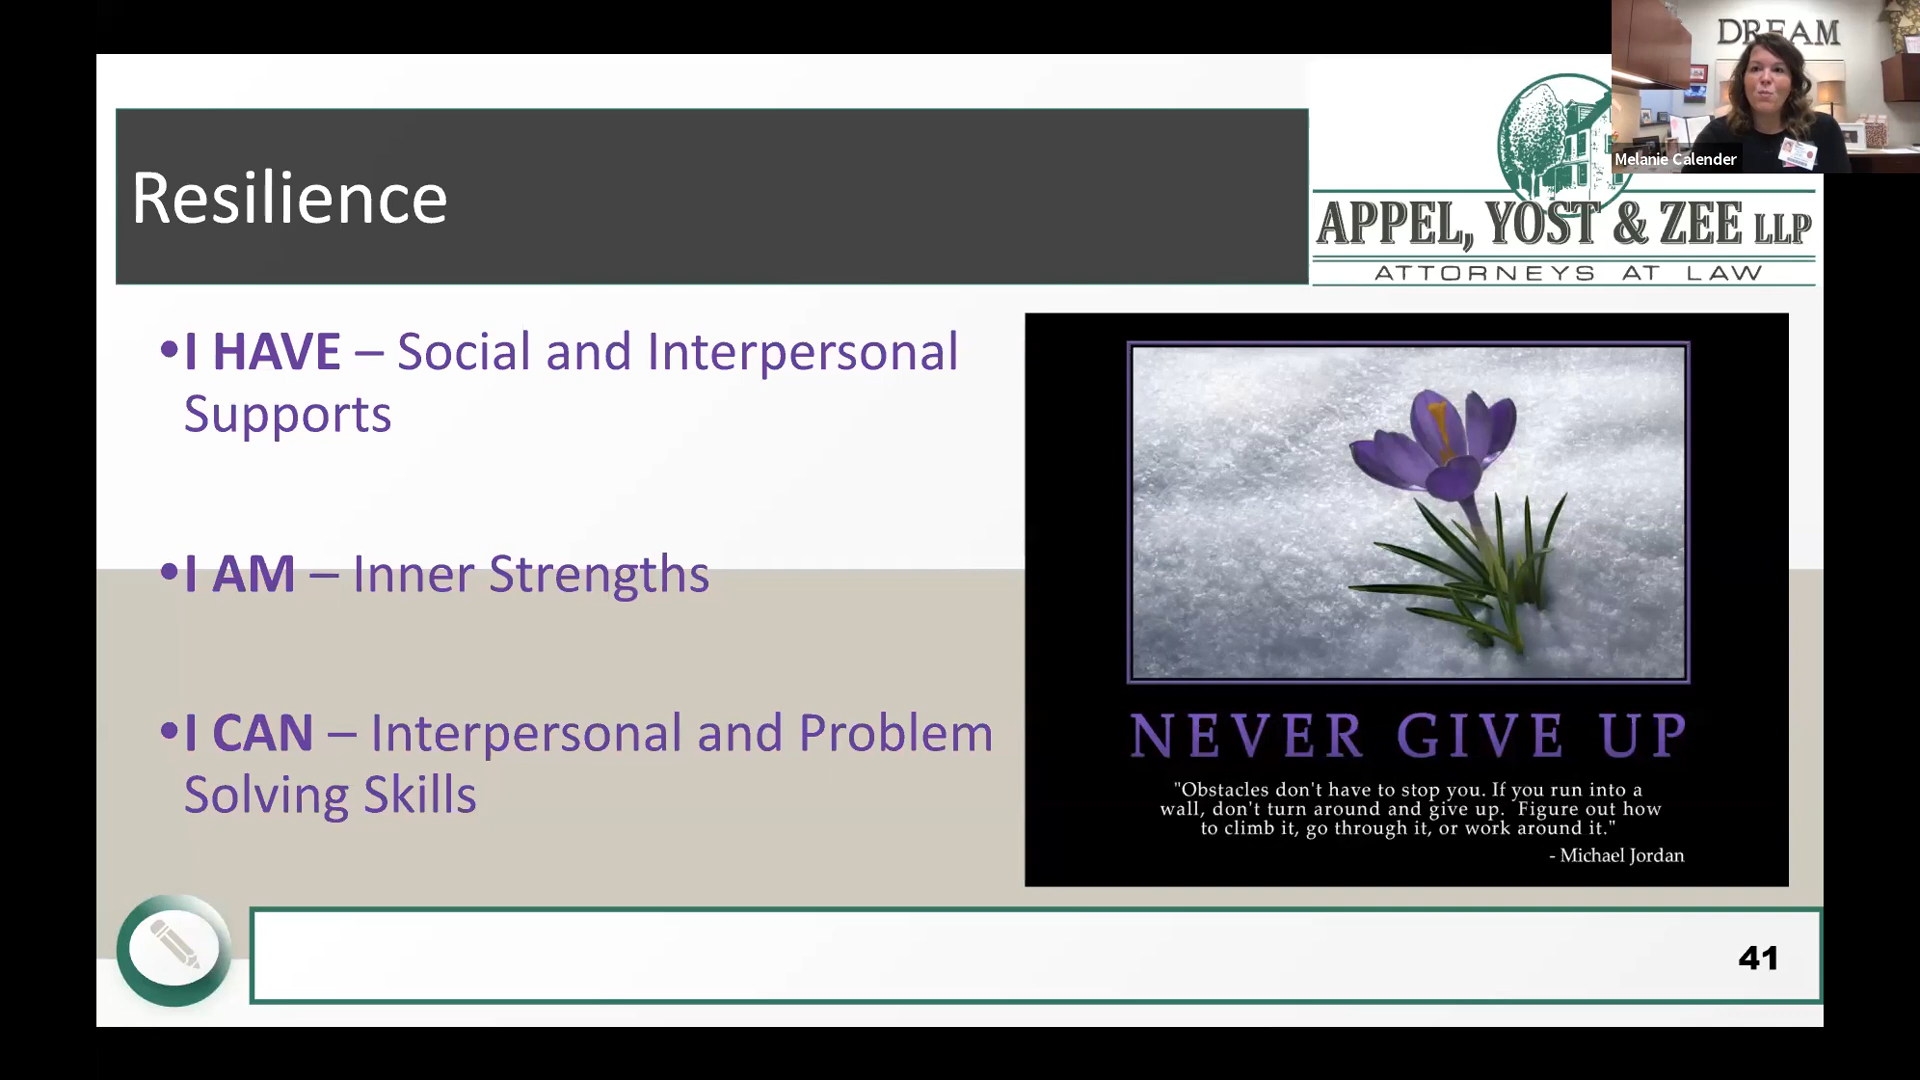 DREAM
Melanie Calender
Resilience
APPEL, YOST & ZEE LLP
ATTORNEYS AT LAW
•I HAVE – Social and Interpersonal
Supports
•I AM – Inner Strengths
•I CAN – Interpersonal and Problem
Solving Skills
NEVER GIVE UP
"Obstacles don't have to stop you. If you run into a
wall, don't turn around and give up. Figure out how
to climb it, go through it, or work around it."
- Michael Jordan
41